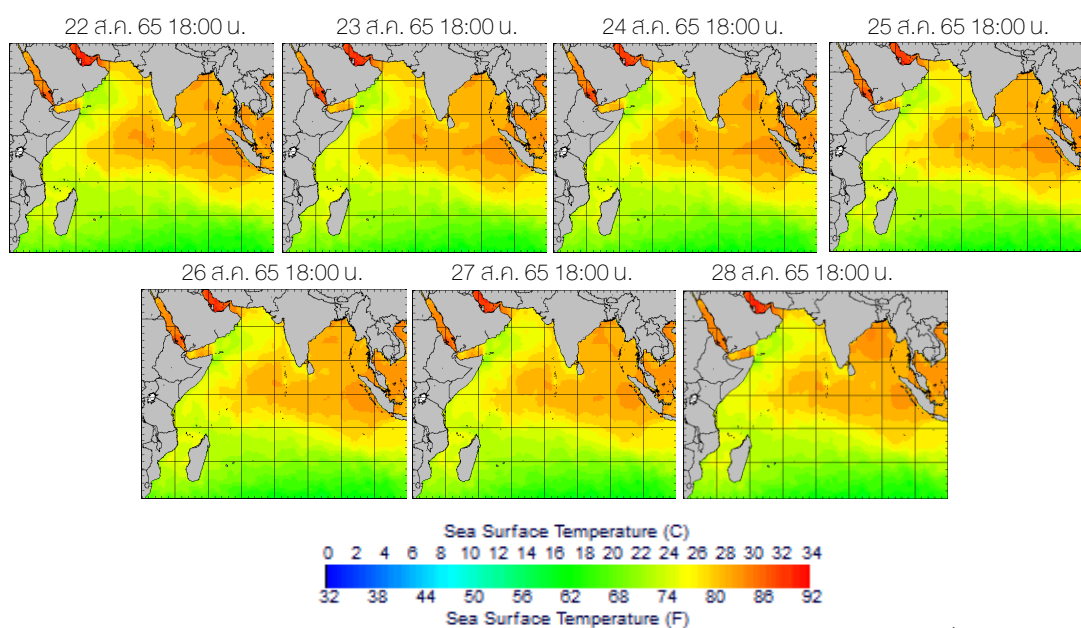 22 ส.ค. 65 18:00 น. 23 ส.ค. 65 18:00 น. 24 ส.ค. 65 18:00 น. 25 ส.ค. 65 18:00 น.
26 ส.ค. 65 18:00 น. 27 ส.ค. 65 18:00 น. 28 ส.ค. 65 18:00 น.
Sea Surface Temperature (C)
0 2 4 6 8 10 12 14 16 18 20 22 24 26 28 30 32 34
32 38 44 50 56 62 68 74 80 86 92
Sea Surface Temperature (F)